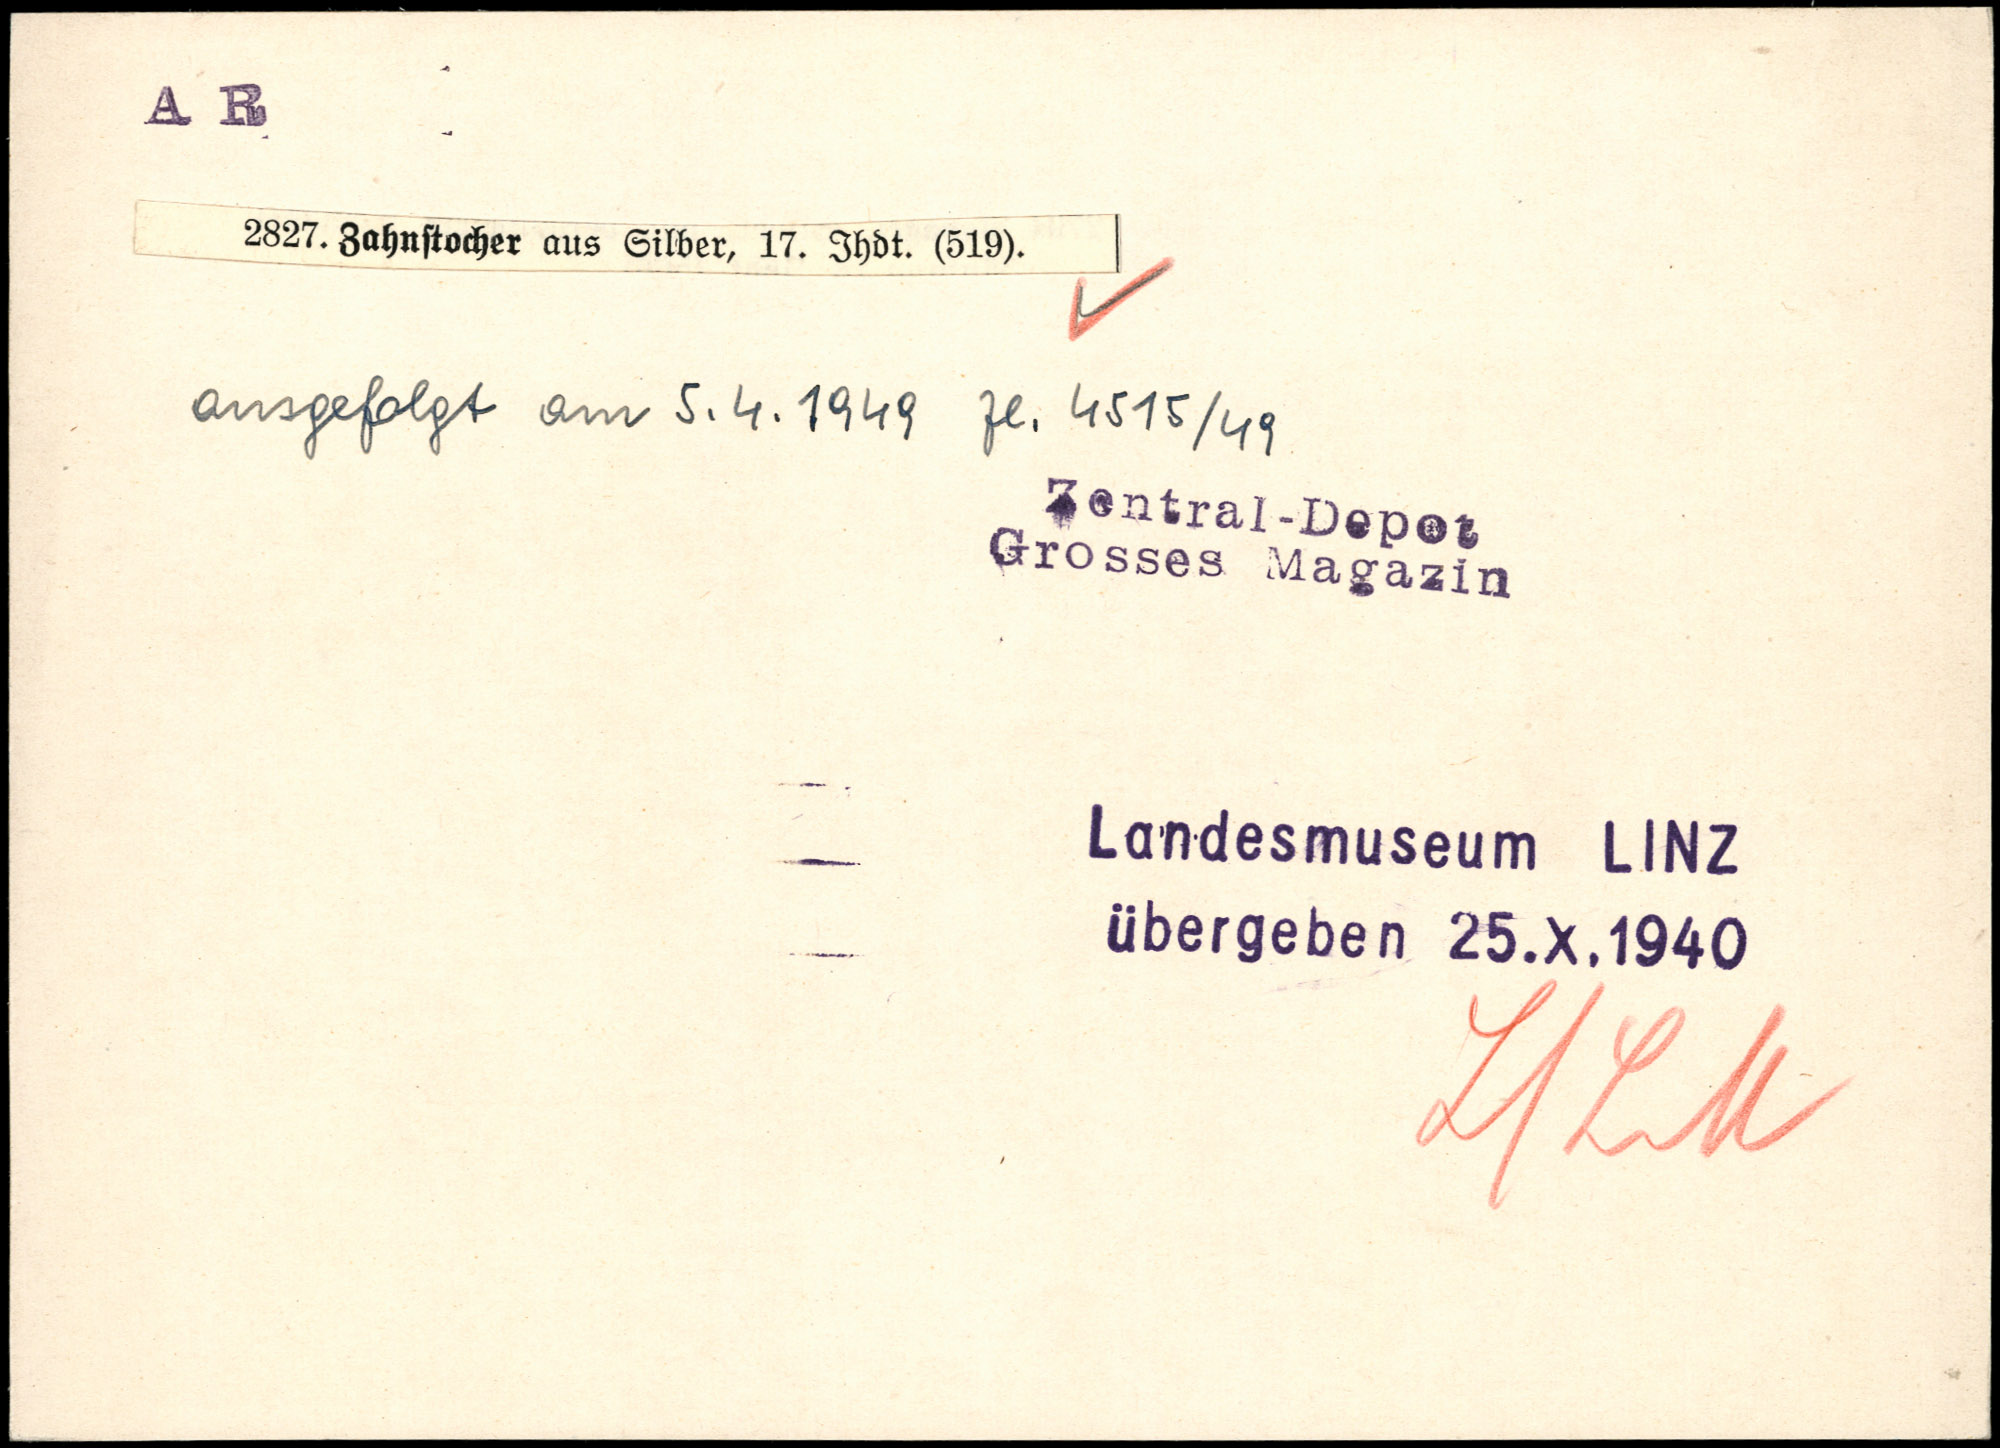 A R
2827. Zahnstocher aus Silber, 17. Jhdt. (519).
ausgefolgt am 5.4.1949 Zl. 4515/49
Zentral-Depot
Grosses Magazin
Landesmuseum LINZ
übergeben 25.X.1940